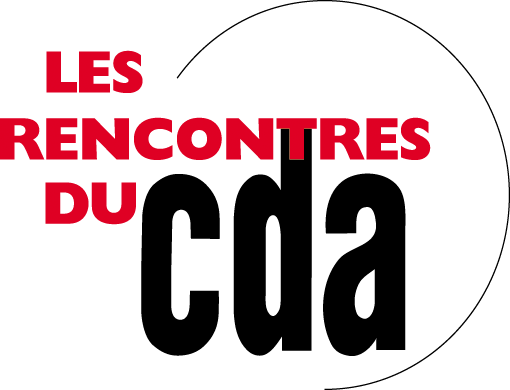 LES
RENCONTRES
DU cda